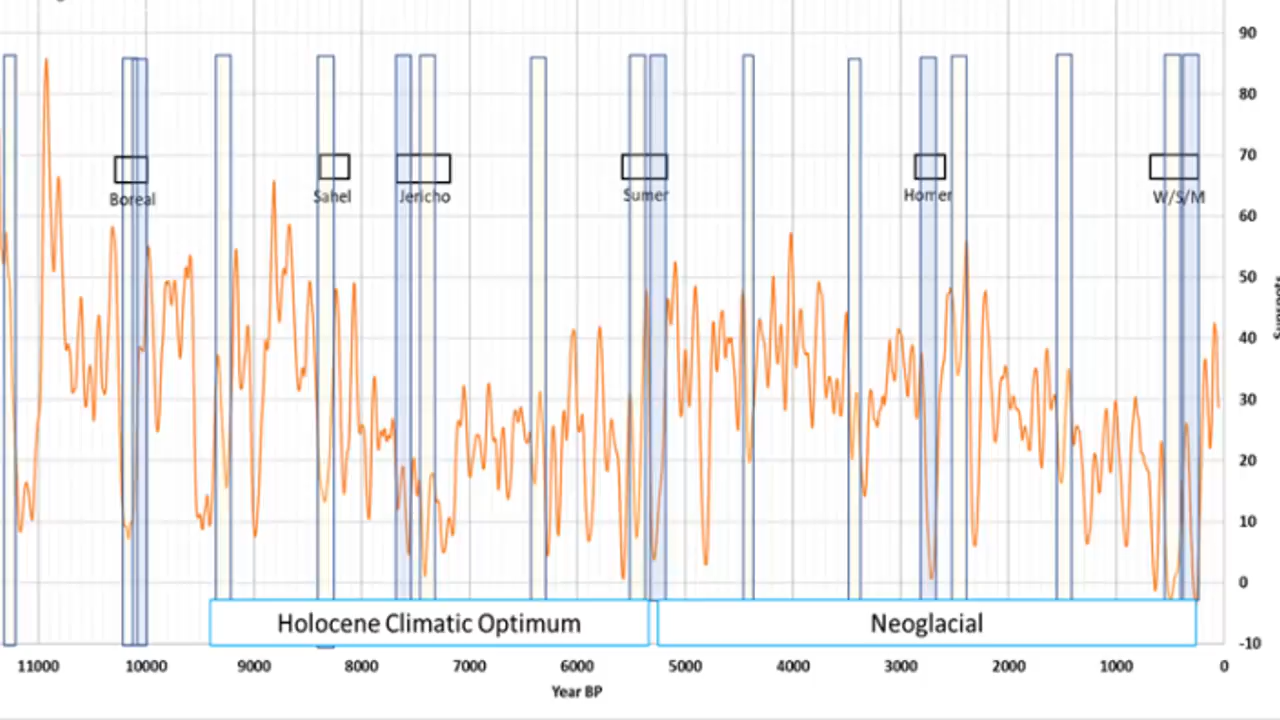 90
80
70
60
50
40
30
20
10
0
-10
Boreal
Sahel
Jericho
Sumer
Homer
W/S/M
Holocene Climatic Optimum
Neoglacial
11000 10000 9000 8000 7000 6000 5000 4000 3000 2000 1000 0
Year BP